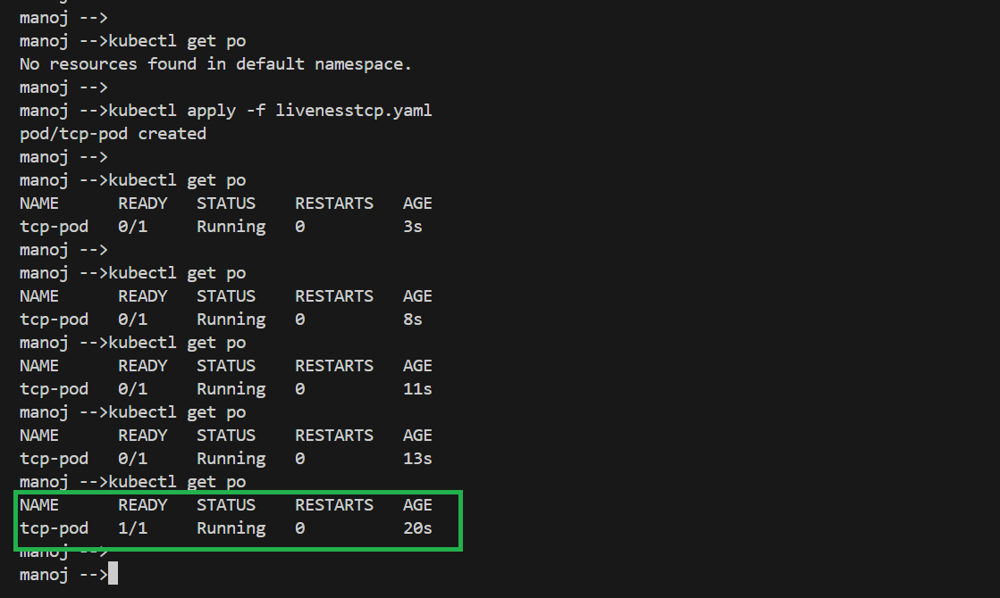 manoj -->
manoj -->kubectl get po
No resources found in default namespace.
manoj -->
manoj -->kubectl apply -f livenesstcp.yaml
pod/tcp-pod created
manoj -->
manoj -->kubectl get po
NAME      READY   STATUS    RESTARTS   AGE
tcp-pod   0/1     Running   0          3s
manoj -->
manoj -->kubectl get po
NAME      READY   STATUS    RESTARTS   AGE
tcp-pod   0/1     Running   0          8s
manoj -->kubectl get po
NAME      READY   STATUS    RESTARTS   AGE
tcp-pod   0/1     Running   0          11s
manoj -->kubectl get po
NAME      READY   STATUS    RESTARTS   AGE
tcp-pod   0/1     Running   0          13s
manoj -->kubectl get po
NAME      READY   STATUS    RESTARTS   AGE
tcp-pod   1/1     Running   0          20s
manoj -->
manoj -->